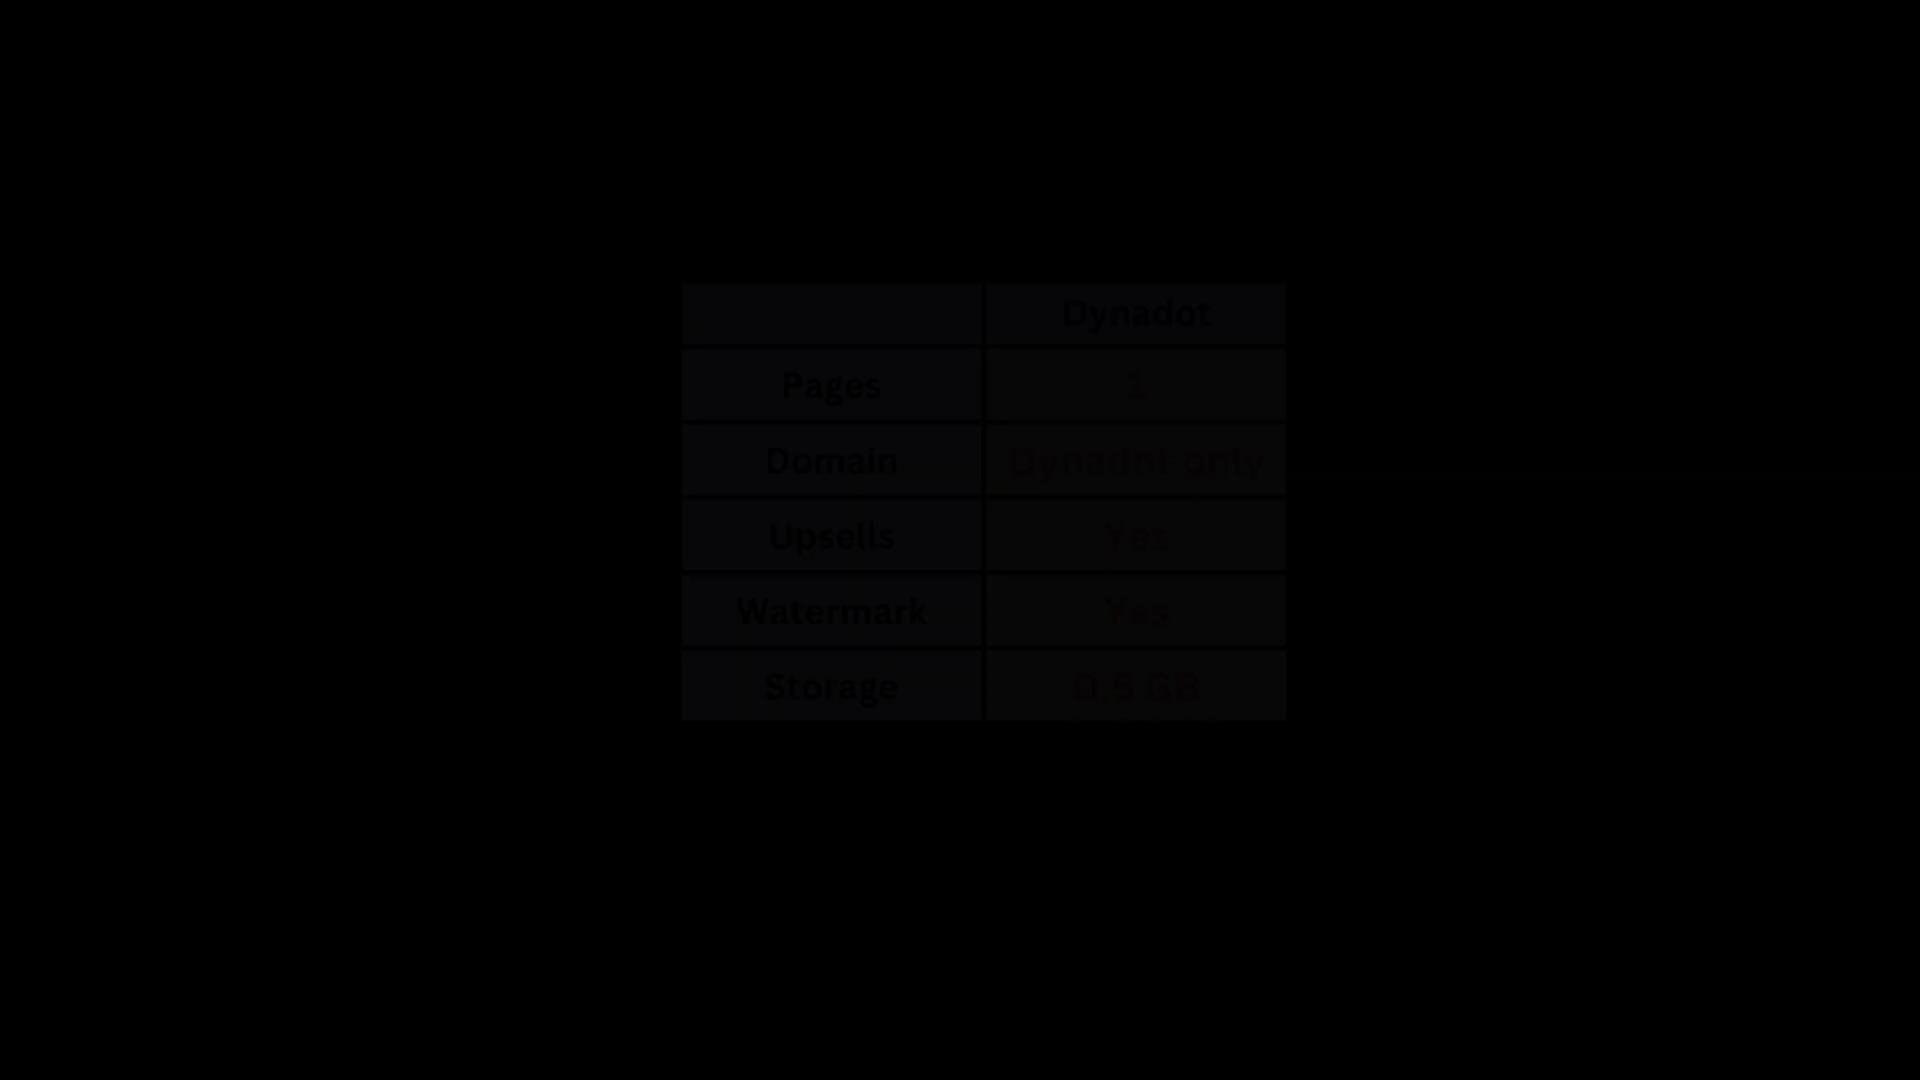 Dynadot
Pages 1
Domain Dynadot only
Upsells Yes
Watermark Yes
Storage 0.5 GB